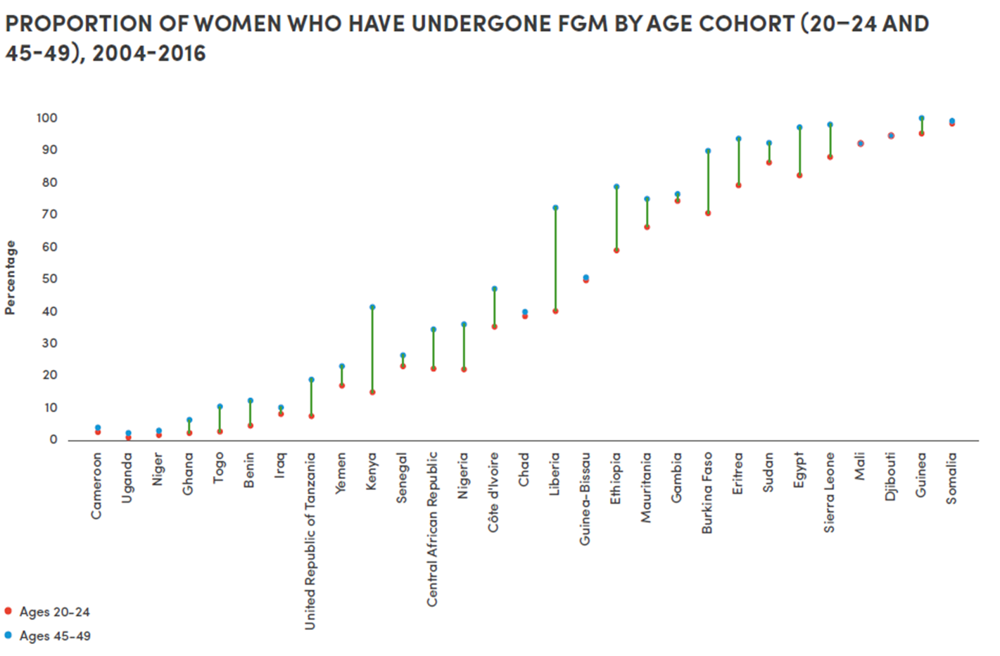 PROPORTION OF WOMEN WHO HAVE UNDERGONE FGM BY AGE COHORT (20–24 AND
45-49), 2004-2016
Percentage
100
90
80
70
60
50
40
30
20
10
0
Cameroon
Uganda
Niger
Ghana
Togo
Benin
Iraq
United Republic of Tanzania
Yemen
Kenya
Senegal
Central African Republic
Nigeria
Côte d'Ivoire
Chad
Liberia
Guinea-Bissau
Ethiopia
Mauritania
Gambia
Burkina Faso
Eritrea
Sudan
Egypt
Sierra Leone
Mali
Djibouti
Guinea
Somalia
Ages 20-24
Ages 45-49